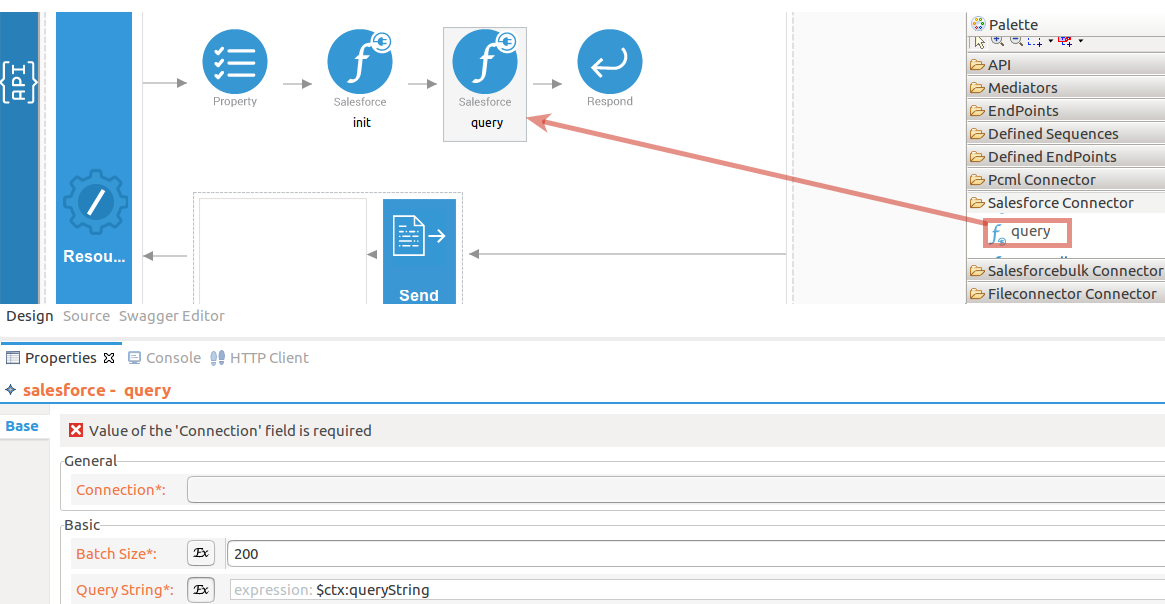 {API}
Property
Salesforce
init
Salesforce
query
Respond
Resou...
Send
Palette
API
Mediators
EndPoints
Defined Sequences
Defined EndPoints
Pcml Connector
Salesforce Connector
query
Salesforcebulk Connector
Fileconnector Connector
Design Source Swagger Editor
Properties Console HTTP Client
salesforce - query
Base
Value of the 'Connection' field is required
General
Connection*:
Basic
Batch Size*: Ex 200
Query String*: Ex expression: $ctx:queryString